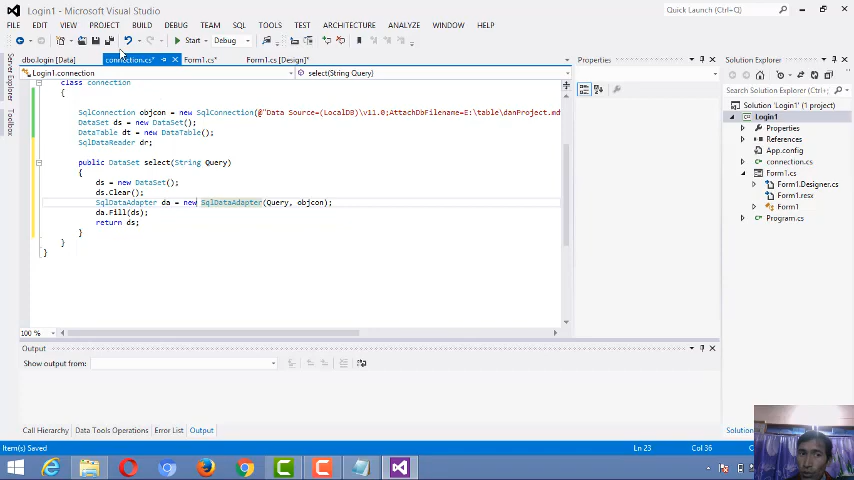 Login1 - Microsoft Visual Studio
Quick Launch (Ctrl+Q)
FILE EDIT VIEW PROJECT BUILD DEBUG TEAM SQL TOOLS TEST ARCHITECTURE ANALYZE WINDOW HELP
Start Debug
dbo.login [Data] connection.cs* Form1.cs* Form1.cs [Design]*
Login1.connection select(String Query)
class connection
{
SqlConnection objcon = new SqlConnection(@"Data Source=(LocalDB)\v11.0;AttachDbFilename=E:\table\danProject.md
DataSet ds = new DataSet();
DataTable dt = new DataTable();
SqlDataReader dr;
public DataSet select(String Query)
{
ds = new DataSet();
ds.Clear();
SqlDataAdapter da = new SqlDataAdapter(Query, objcon);
da.Fill(ds);
return ds;
}
}
}
100 %
Server Explorer
Toolbox
Properties
Solution Explorer
Search Solution Explorer (Ctrl+;)
Solution 'Login1' (1 project)
Login1
Properties
References
App.config
connection.cs
Form1.cs
Form1.Designer.cs
Form1.resx
Form1
Program.cs
Output
Show output from:
Call Hierarchy Data Tools Operations Error List Output
Item(s) Saved Ln 23 Col 36